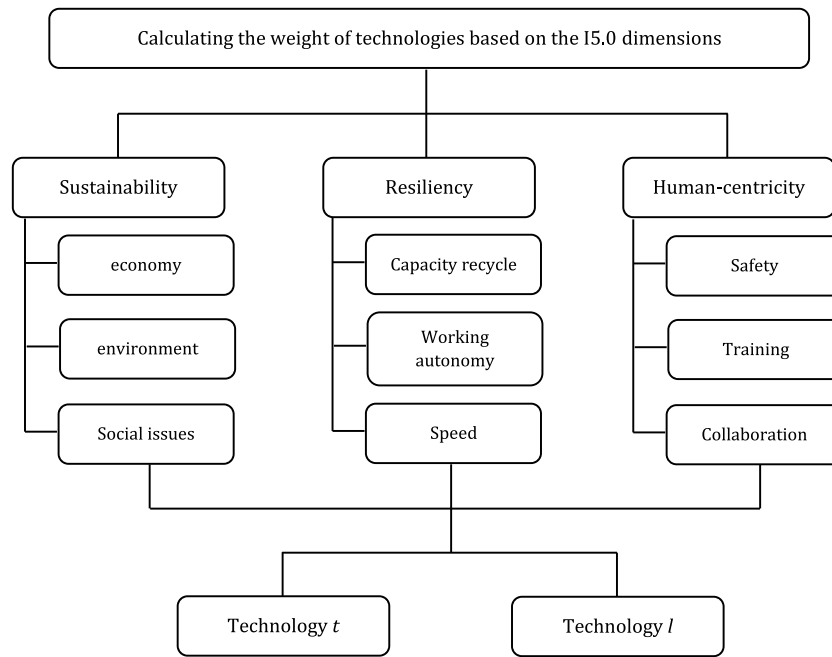 Calculating the weight of technologies based on the I5.0 dimensions
Sustainability
economy
environment
Social issues
Resiliency
Capacity recycle
Working
autonomy
Speed
Human-centricity
Safety
Training
Collaboration
Technology t
Technology l